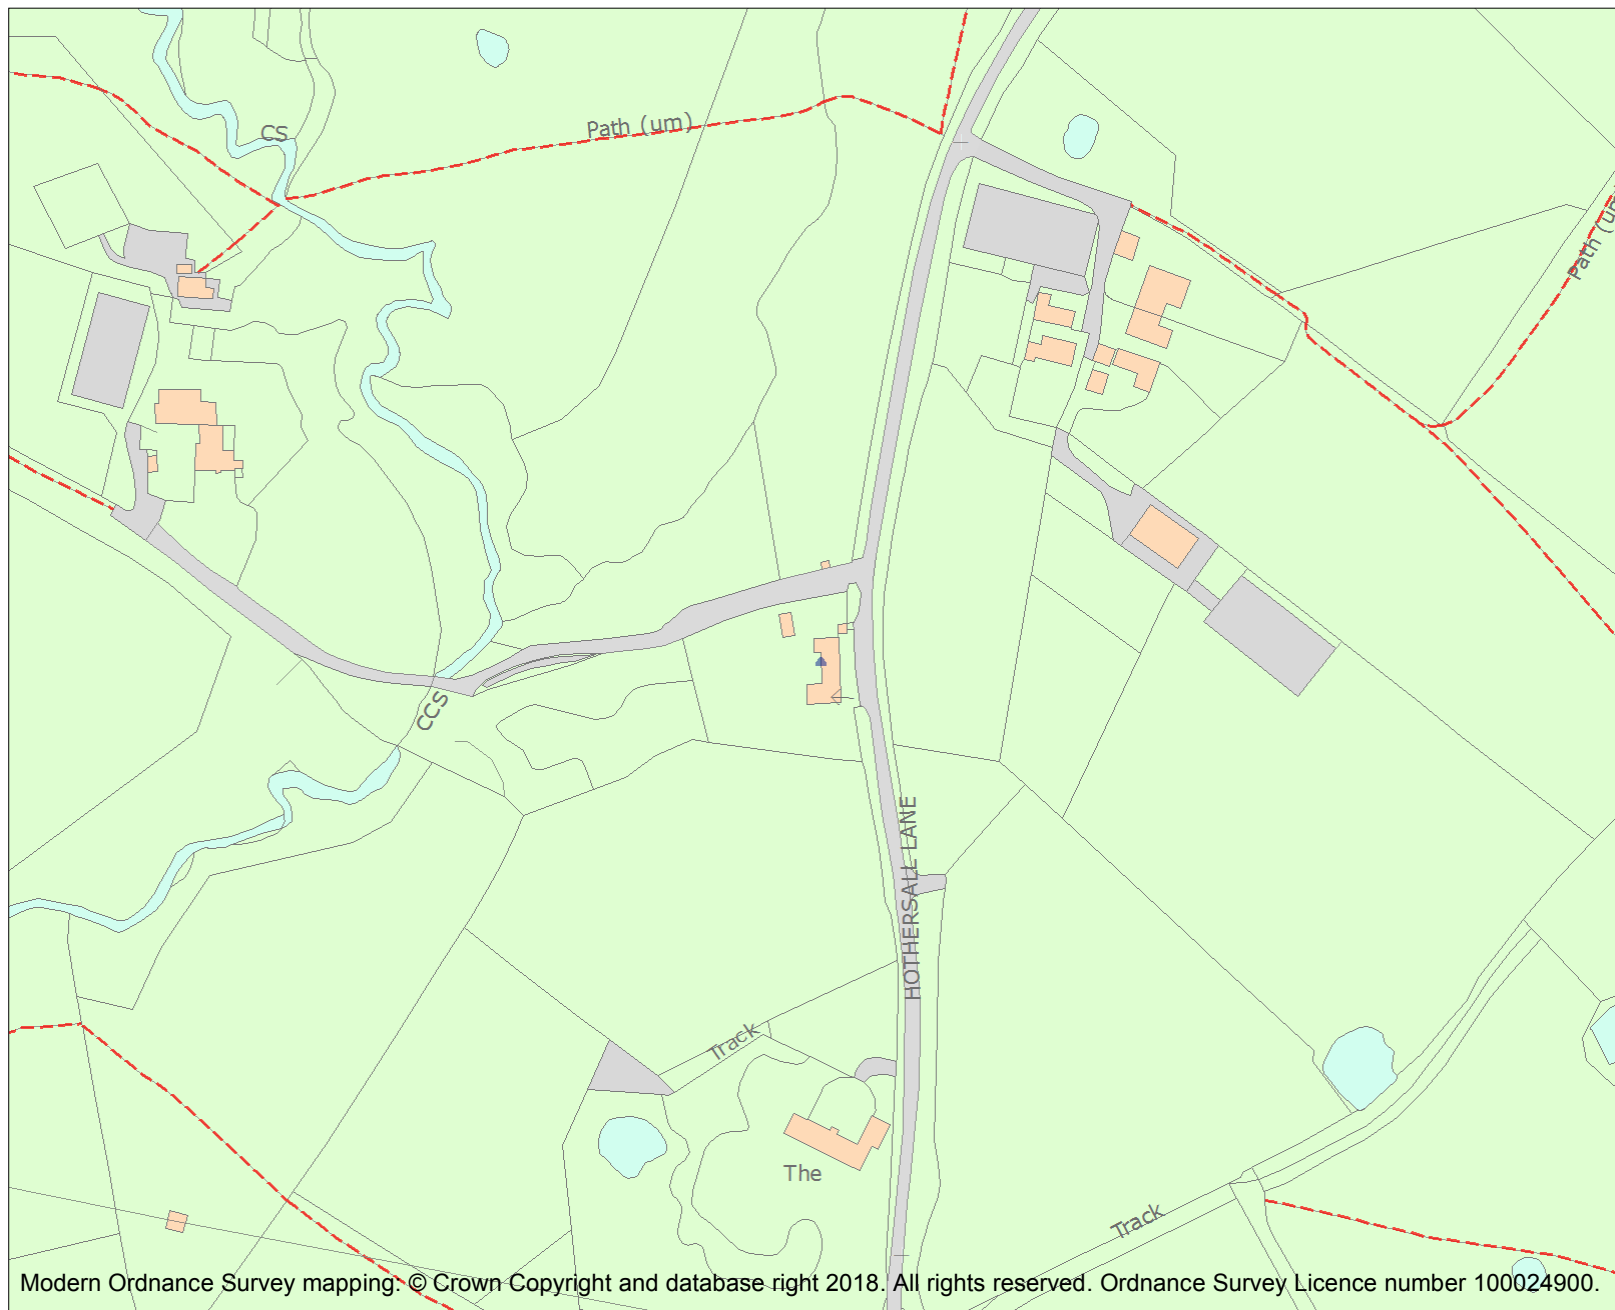 CS
Path (um)
Path (um
CCS
HOTHERSALL LANE
Track
The
Track
Modern Ordnance Survey mapping: © Crown Copyright and database right 2018. All rights reserved. Ordnance Survey Licence number 100024900.